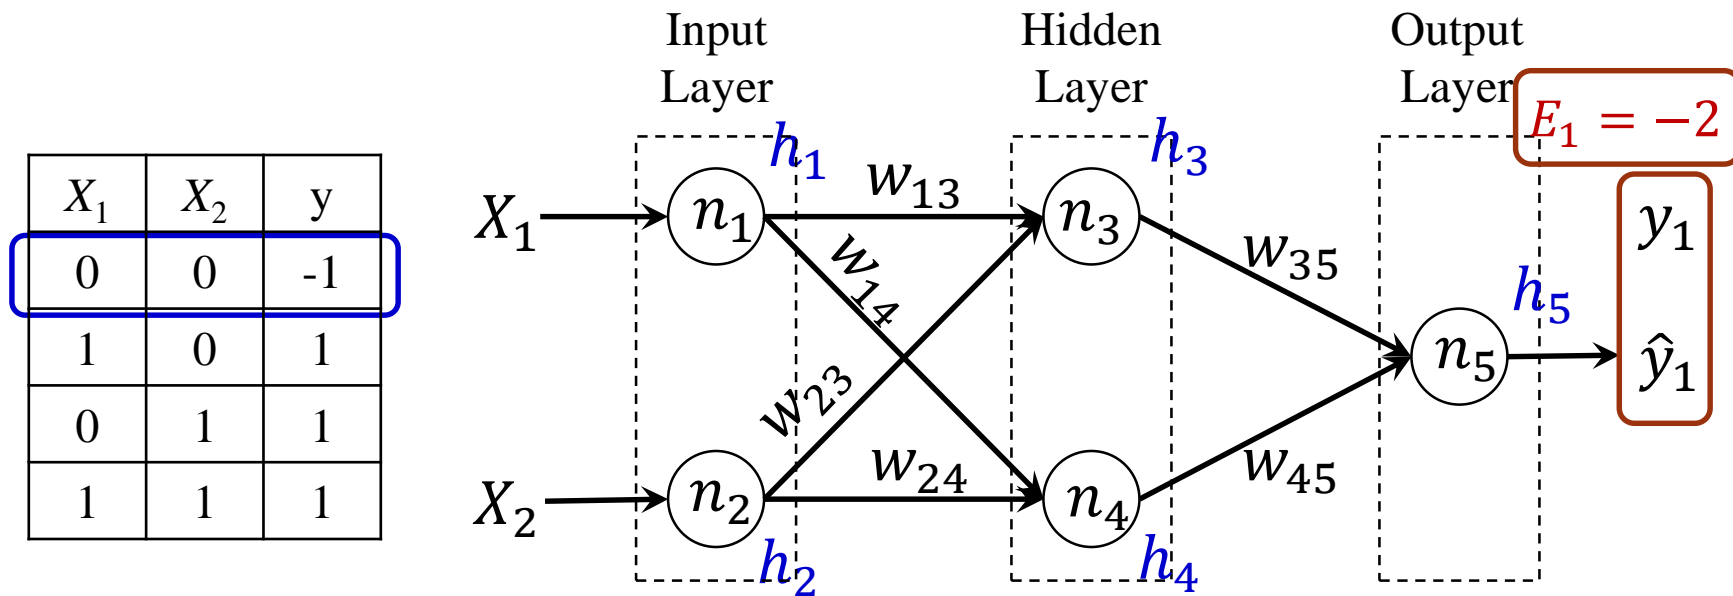 Input Layer
Hidden Layer
Output Layer
E₁ = −2
X₁ X₂ y
0 0 -1
1 0 1
0 1 1
1 1 1
X₁
X₂
n₁
h₁
n₂
h₂
w₁₃
w₁₄
w₂₃
w₂₄
n₃
h₃
n₄
h₄
w₃₅
w₄₅
n₅
h₅
y₁
ŷ₁